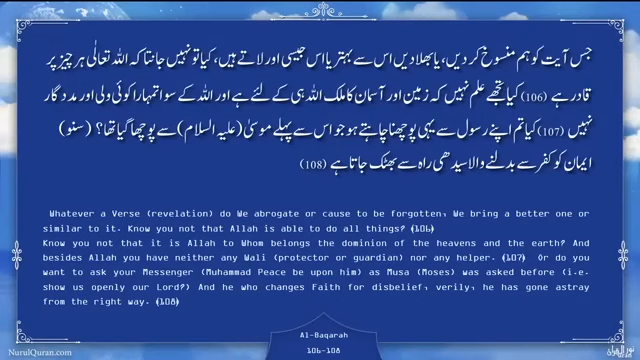 جس آیت کو ہم منسوخ کر دیں، یا بھلا دیں اس سے بہتر یا اس جیسی اور لاتے ہیں، کیا تو نہیں جانتا کہ اللہ تعالٰی ہر چیز پر
قادر ہے (106) کیا تجھے علم نہیں کہ زمین اور آسمان کا ملک اللہ ہی کے لئے ہے اور اللہ کے سوا تمہارا کوئی ولی اور مددگار
نہیں (107) کیا تم اپنے رسول سے یہی پوچھنا چاہتے ہو جو اس سے پہلے موسیٰ (علیہ السلام) سے پوچھا گیا تھا؟ (سنو)
ایمان کو کفر سے بدلنے والا سیدھی راہ سے بھٹک جاتا ہے (108)
Whatever a Verse (revelation) do We abrogate or cause to be forgotten, We bring a better one or
similar to it. Know you not that Allah is able to do all things? (106)
Know you not that it is Allah to Whom belongs the dominion of the heavens and the earth? And
besides Allah you have neither any Wali (protector or guardian) nor any helper. (107) Or do you
want to ask your Messenger (Muhammad Peace be upon him) as Musa (Moses) was asked before (i.e.
show us openly our Lord?) And he who changes Faith for disbelief, verily, he has gone astray
from the right way. (108)
Al-Baqarah
106-108
NurulQuran.com